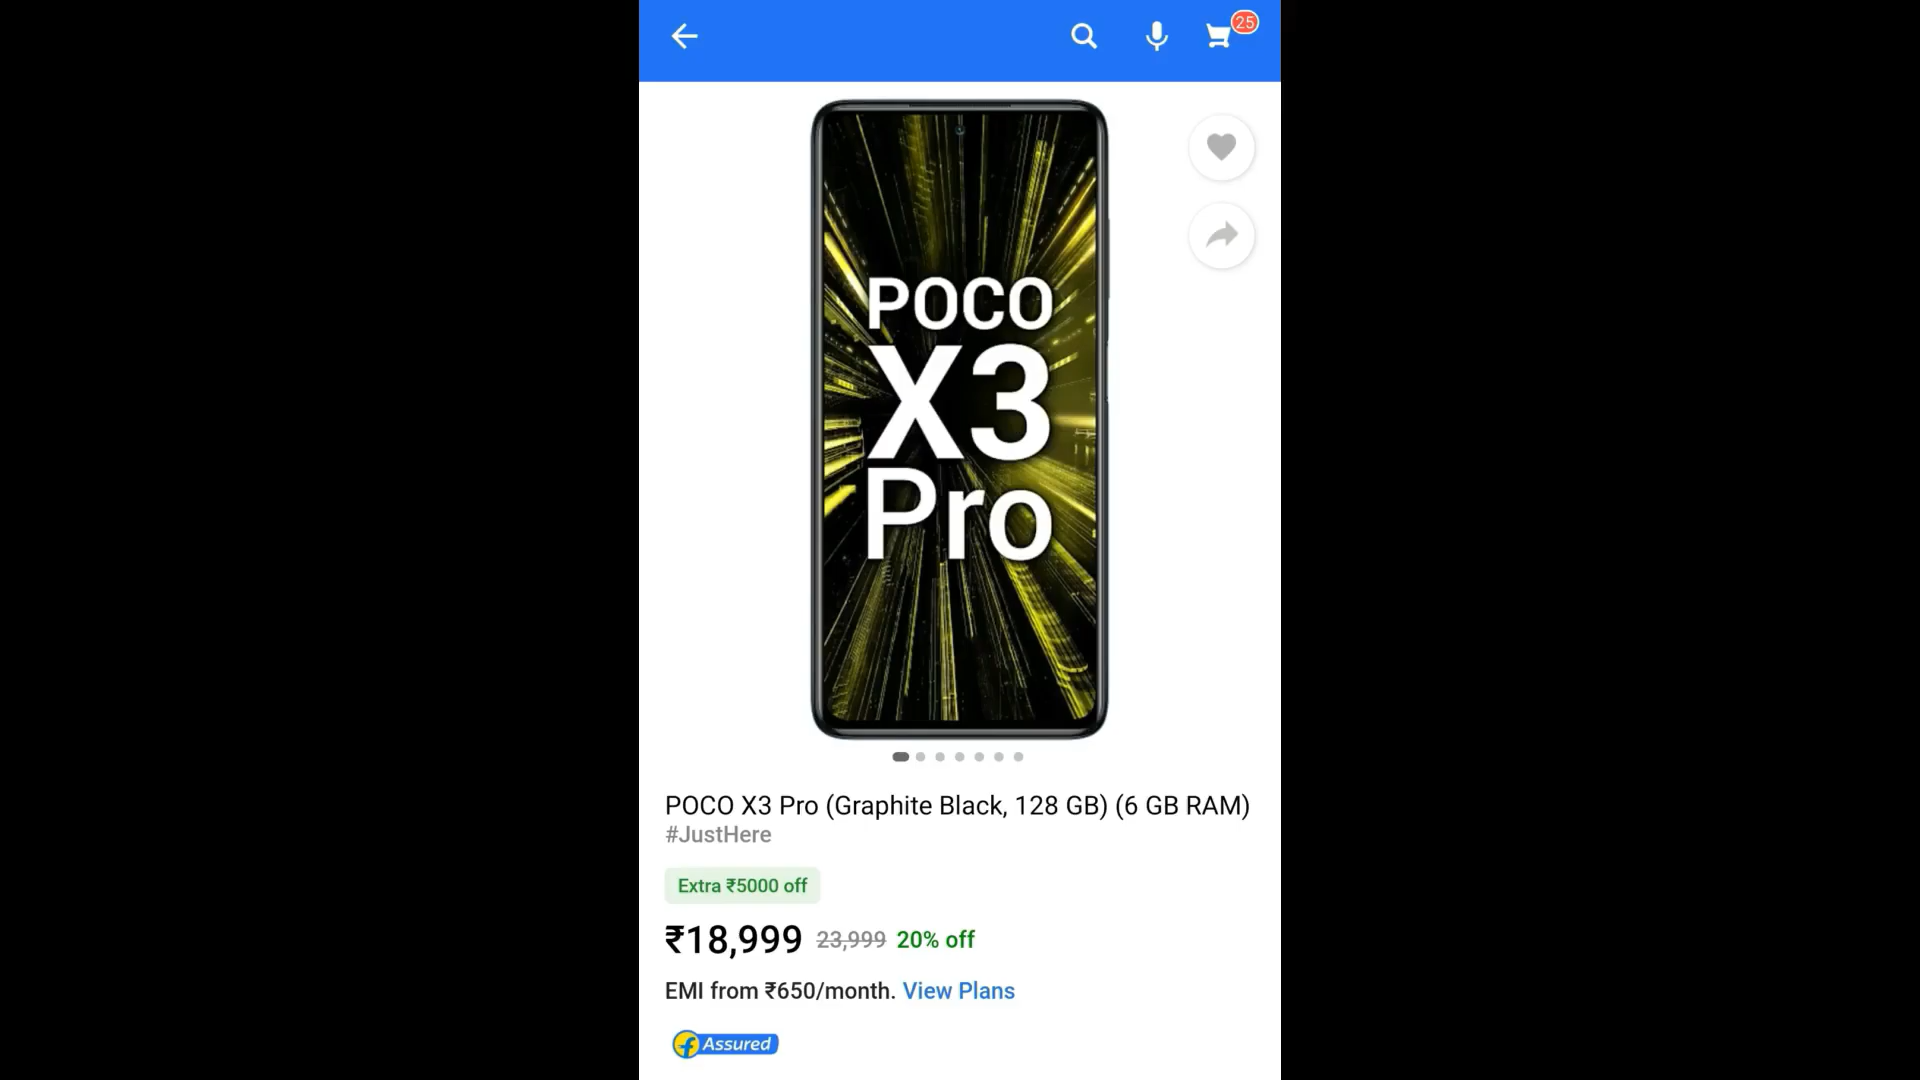 25
POCO
X3
Pro
POCO X3 Pro (Graphite Black, 128 GB) (6 GB RAM)
#JustHere
Extra ₹5000 off
₹18,999 23,999 20% off
EMI from ₹650/month. View Plans
f Assured